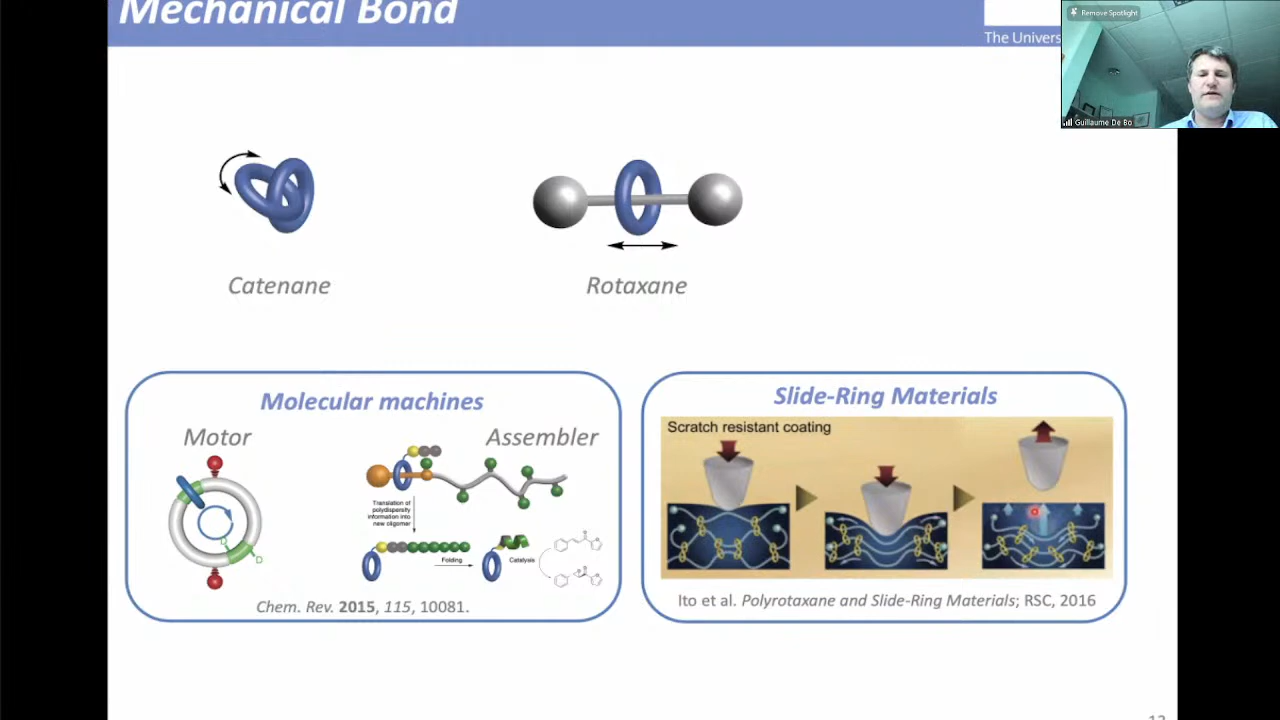 Mechanical Bond
The Univers
Remove Spotlight
Guillaume De Bo
Catenane
Rotaxane
Molecular machines
Motor
Assembler
Translation of
polydispersity
information into
new oligomer
Folding
Catalysis
D
D
Chem. Rev. 2015, 115, 10081.
Slide-Ring Materials
Scratch resistant coating
Ito et al. Polyrotaxane and Slide-Ring Materials; RSC, 2016